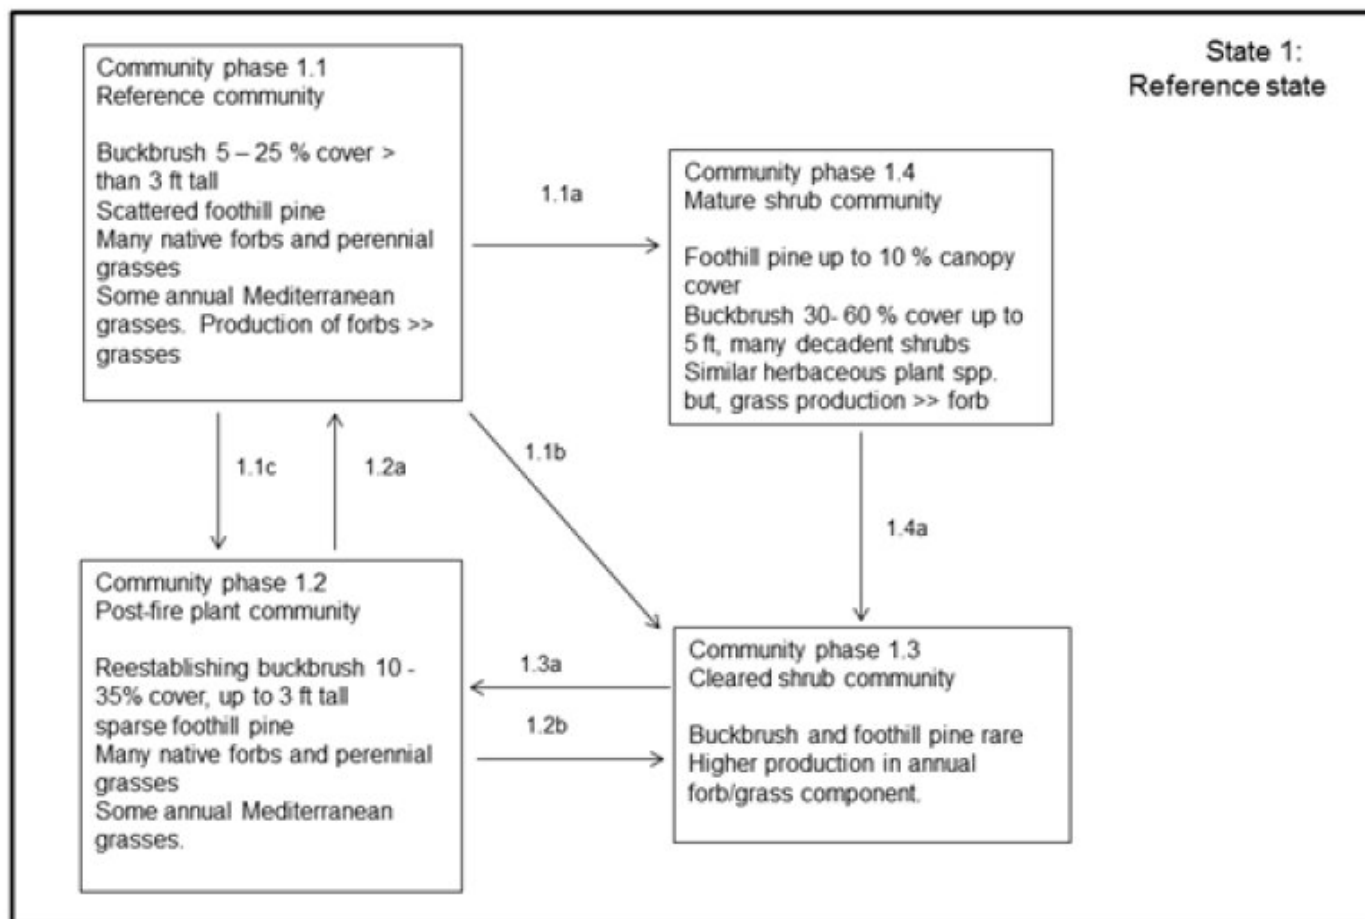 State 1:
Reference state
Community phase 1.1
Reference community
Buckbrush 5 – 25 % cover >
than 3 ft tall
Scattered foothill pine
Many native forbs and perennial
grasses
Some annual Mediterranean
grasses.  Production of forbs >>
grasses
1.1a
Community phase 1.4
Mature shrub community
Foothill pine up to 10 % canopy
cover
Buckbrush 30- 60 % cover up to
5 ft, many decadent shrubs
Similar herbaceous plant spp.
but, grass production >> forb
1.1c
1.2a
1.1b
1.4a
Community phase 1.2
Post-fire plant community
Reestablishing buckbrush 10 -
35% cover, up to 3 ft tall
sparse foothill pine
Many native forbs and perennial
grasses
Some annual Mediterranean
grasses.
1.3a
1.2b
Community phase 1.3
Cleared shrub community
Buckbrush and foothill pine rare
Higher production in annual
forb/grass component.